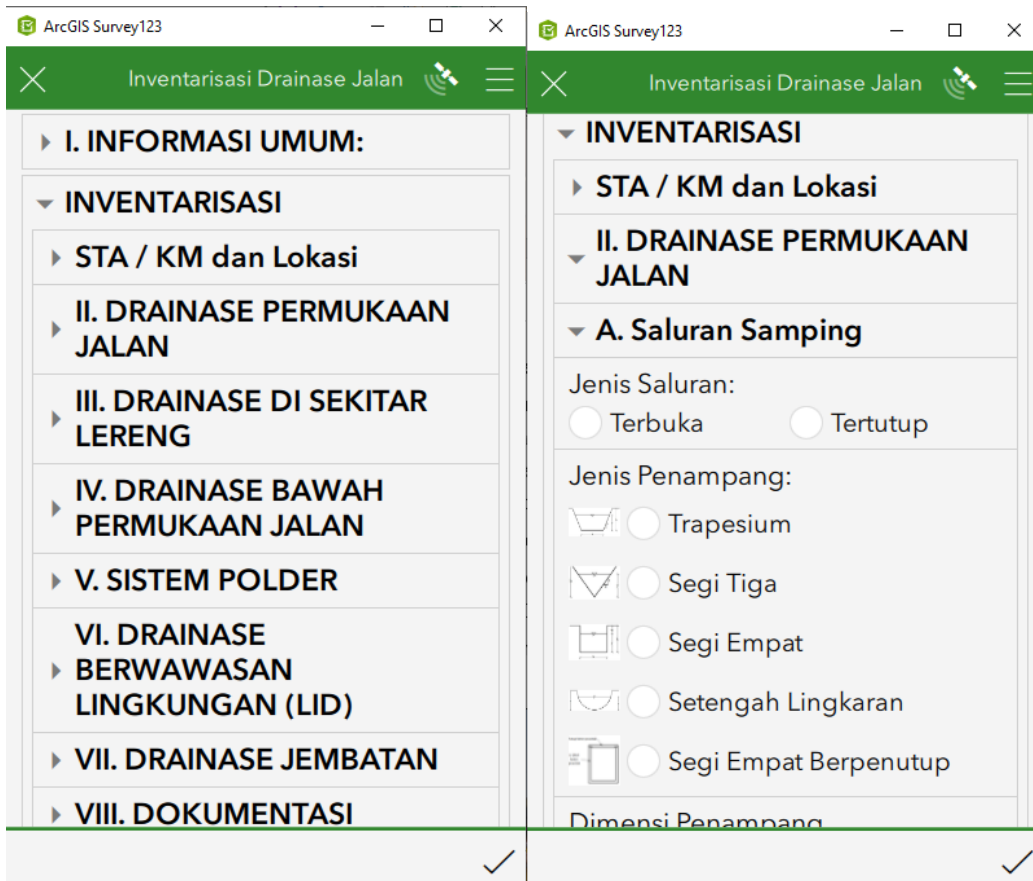 ArcGIS Survey123
Inventarisasi Drainase Jalan
I. INFORMASI UMUM:
INVENTARISASI
STA / KM dan Lokasi
II. DRAINASE PERMUKAAN
JALAN
III. DRAINASE DI SEKITAR
LERENG
IV. DRAINASE BAWAH
PERMUKAAN JALAN
V. SISTEM POLDER
VI. DRAINASE
BERWAWASAN
LINGKUNGAN (LID)
VII. DRAINASE JEMBATAN
VIII. DOKUMENTASI
ArcGIS Survey123
Inventarisasi Drainase Jalan
INVENTARISASI
STA / KM dan Lokasi
II. DRAINASE PERMUKAAN
JALAN
A. Saluran Samping
Jenis Saluran:
Terbuka Tertutup
Jenis Penampang:
Trapesium
Segi Tiga
Segi Empat
Setengah Lingkaran
Segi Empat Berpenutup
Dimensi Penampang